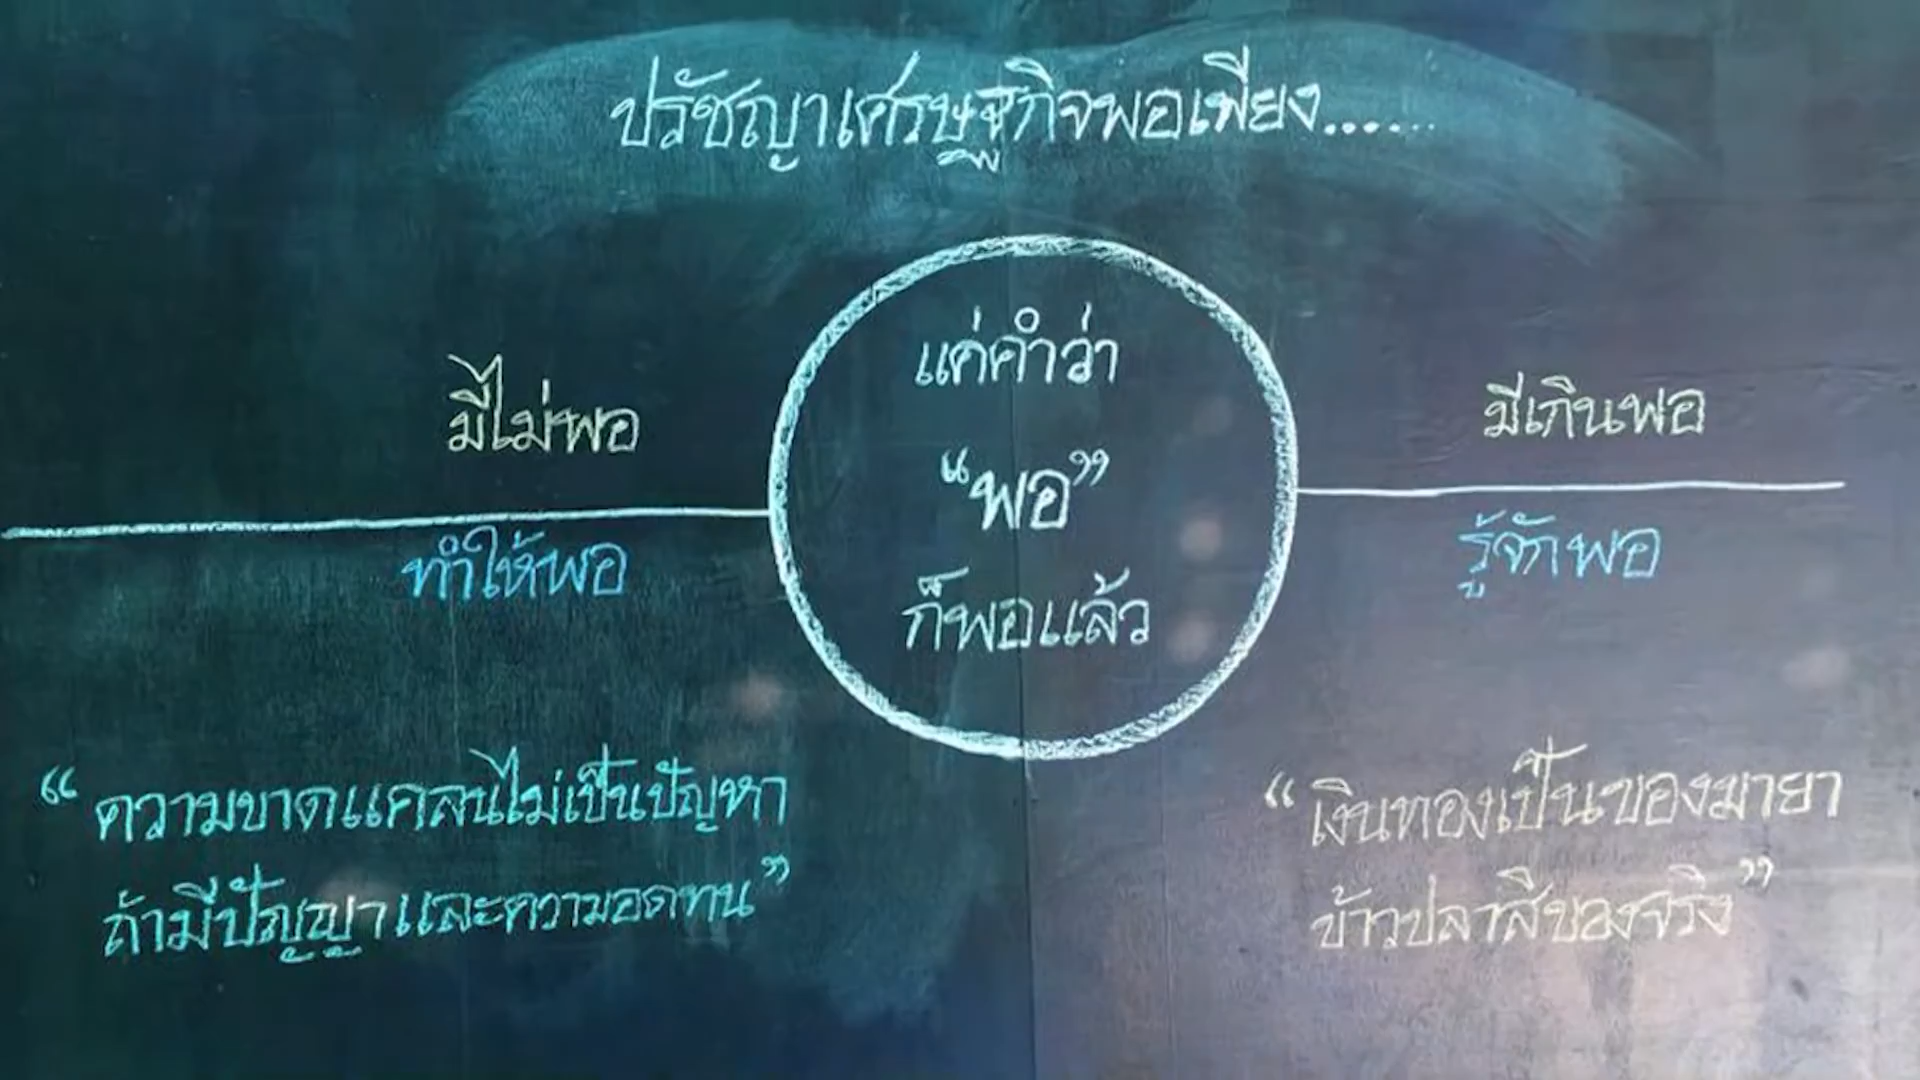 ปรัชญาเศรษฐกิจพอเพียง......
แค่คำว่า
"พอ"
ก็พอแล้ว
มีไม่พอ
ทำให้พอ
มีเกินพอ
รู้จักพอ
“ความขาดแคลนไม่เป็นปัญหา
ถ้ามีปัญญาและความอดทน”
“เงินทองเป็นของมายา
ข้าวปลาสิของจริง”